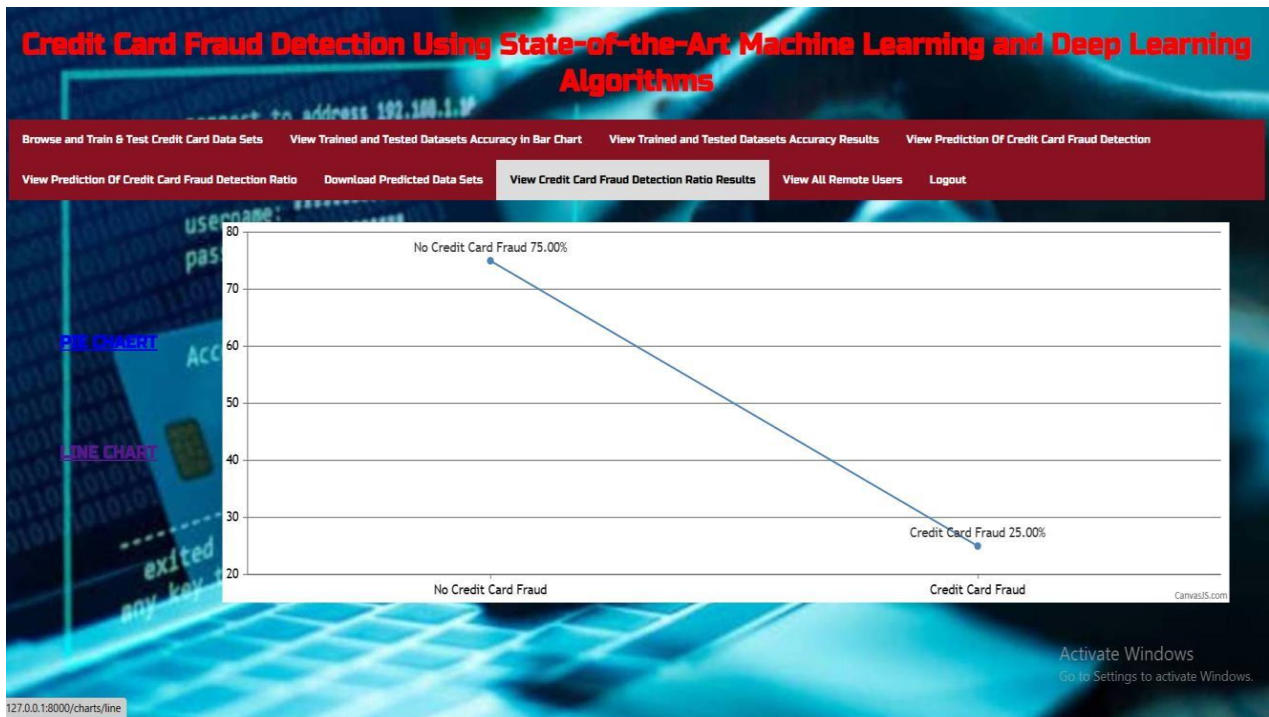 Credit Card Fraud Detection Using State-of-the-Art Machine Learning and Deep Learning
Algorithms
connect to address 192.168.1.1
Browse and Train & Test Credit Card Data Sets View Trained and Tested Datasets Accuracy in Bar Chart View Trained and Tested Datasets Accuracy Results View Prediction Of Credit Card Fraud Detection
View Prediction Of Credit Card Fraud Detection Ratio Download Predicted Data Sets View Credit Card Fraud Detection Ratio Results View All Remote Users Logout
username:
pass
Acc
PIE CHAERT
LINE CHART
80
No Credit Card Fraud 75.00%
70
60
50
40
30
Credit Card Fraud 25.00%
20
No Credit Card Fraud Credit Card Fraud
CanvasJS.com
exited
any key
Activate Windows
Go to Settings to activate Windows.
127.0.0.1:8000/charts/line